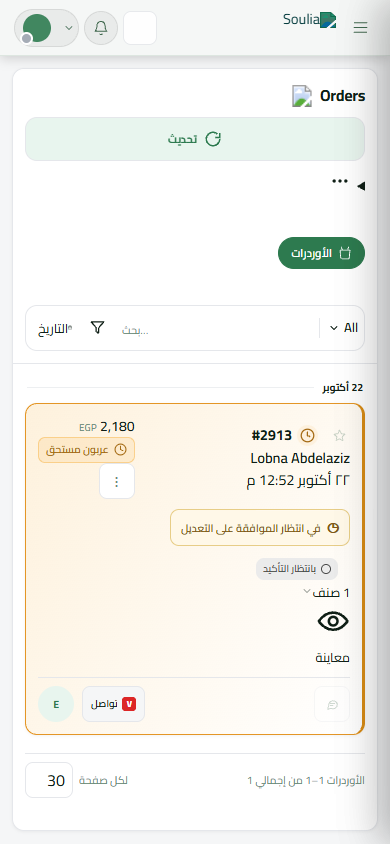 Soulia
Orders
تحديث
...
الأوردرات
All
بحث...
التاريخ
22 أكتوبر
#2913
2,180 EGP
عربون مستحق
Lobna Abdelaziz
٢٢ أكتوبر 12:52 م
في انتظار الموافقة على التعديل
بانتظار التأكيد
1 صنف
معاينة
تواصل
E
الأوردرات 1–1 من إجمالي 1
لكل صفحة
30